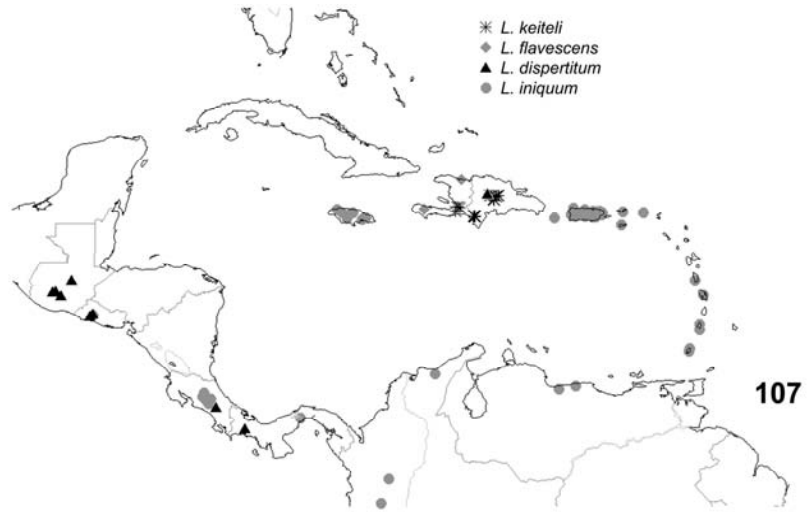 L. keiteli
L. flavescens
L. dispertitum
L. iniquum
107